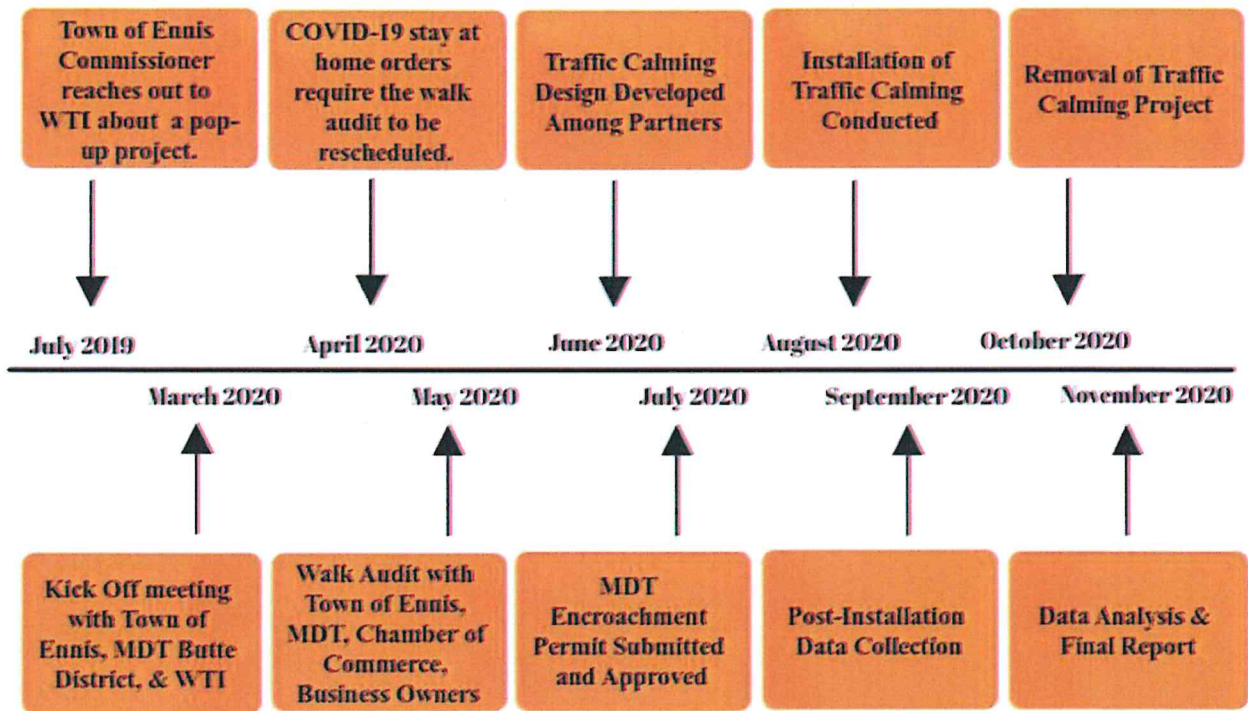 Town of Ennis
Commissioner
reaches out to
WTI about a pop-
up project.
COVID-19 stay at
home orders
require the walk
audit to be
rescheduled.
Traffic Calming
Design Developed
Among Partners
Installation of
Traffic Calming
Conducted
Removal of Traffic
Calming Project
July 2019
April 2020
June 2020
August 2020
October 2020
March 2020
May 2020
July 2020
September 2020
November 2020
Kick Off meeting
with Town of
Ennis, MDT Butte
District, & WTI
Walk Audit with
Town of Ennis,
MDT, Chamber of
Commerce,
Business Owners
MDT
Encroachment
Permit Submitted
and Approved
Post-Installation
Data Collection
Data Analysis &
Final Report